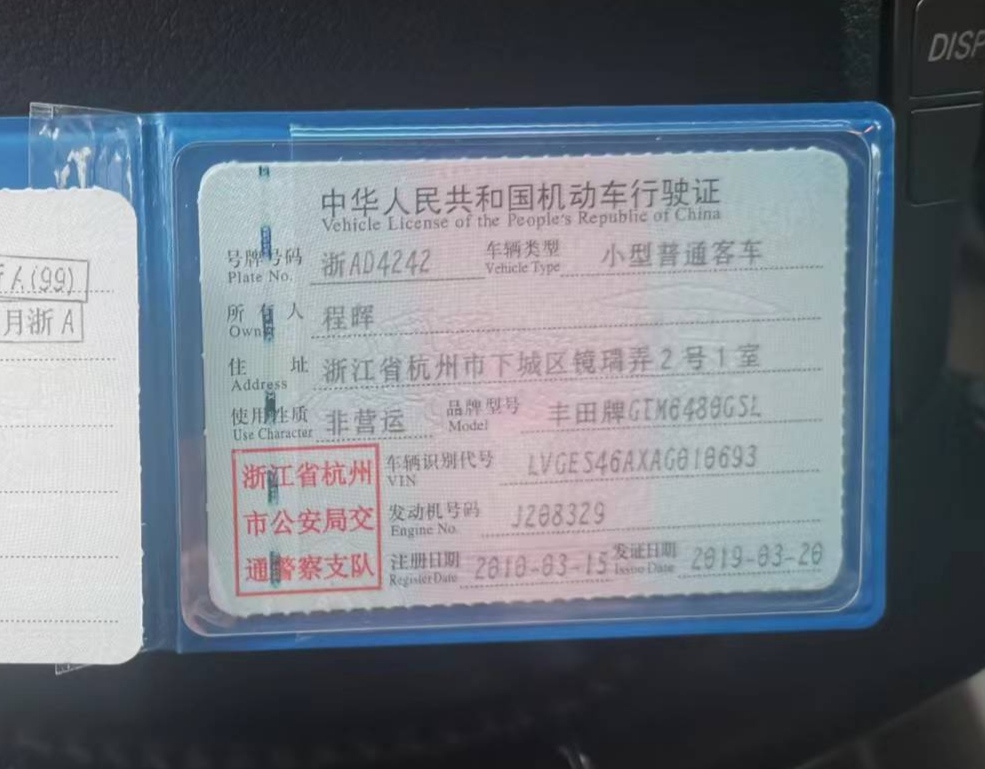 DISP
中华人民共和国机动车行驶证
Vehicle License of the People's Republic of China
号牌号码 浙AD4242 车辆类型 小型普通客车
Plate No. Vehicle Type
所有人 程晖
Owner
住址 浙江省杭州市下城区镜瑞弄2号1室
Address
使用性质 非营运 品牌型号 丰田牌GTM6480GSL
Use Character Model
浙江省杭州 车辆识别代号 LVGES46AXAG010693
VIN
市公安局交 发动机号码 J208329
Engine No.
通警察支队 注册日期 2010-03-15 发证日期 2019-03-20
Register Date Issue Date
A(99)
月浙A